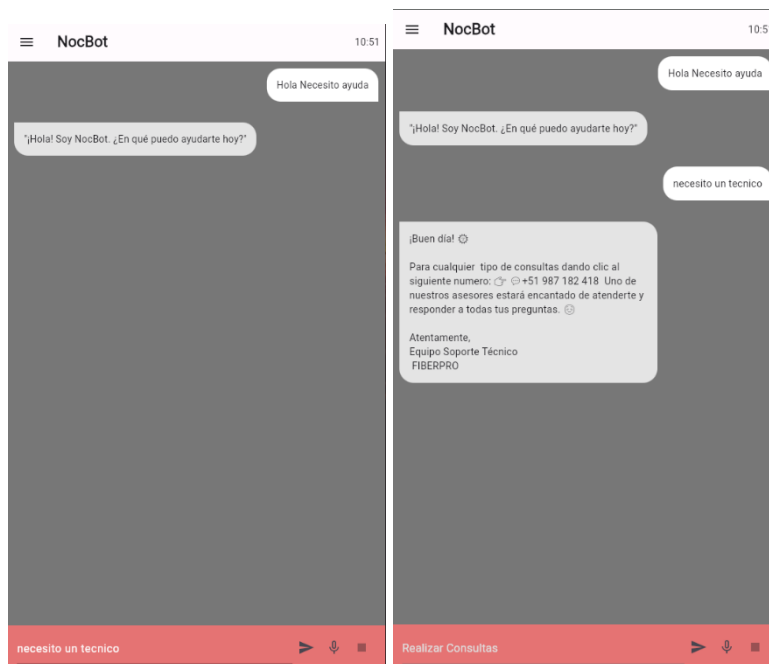 NocBot
10:51
Hola Necesito ayuda
"¡Hola! Soy NocBot. ¿En qué puedo ayudarte hoy?"
necesito un tecnico
NocBot
10:5
Hola Necesito ayuda
"¡Hola! Soy NocBot. ¿En qué puedo ayudarte hoy?"
necesito un tecnico
¡Buen día!
Para cualquier tipo de consultas dando clic al
siguiente numero: +51 987 182 418 Uno de
nuestros asesores estará encantado de atenderte y
responder a todas tus preguntas.
Atentamente,
Equipo Soporte Técnico
FIBERPRO
Realizar Consultas